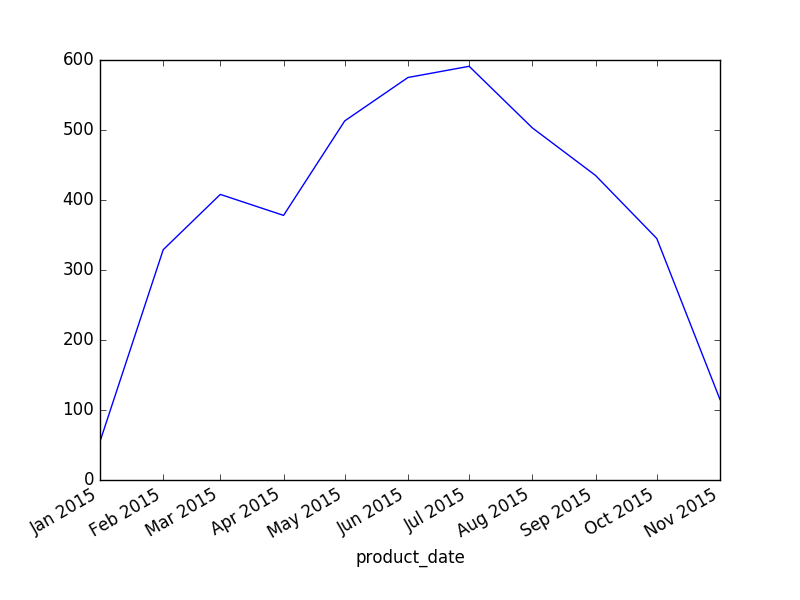 600
500
400
300
200
100
0
Jan 2015
Feb 2015
Mar 2015
Apr 2015
May 2015
Jun 2015
Jul 2015
Aug 2015
Sep 2015
Oct 2015
Nov 2015
product_date